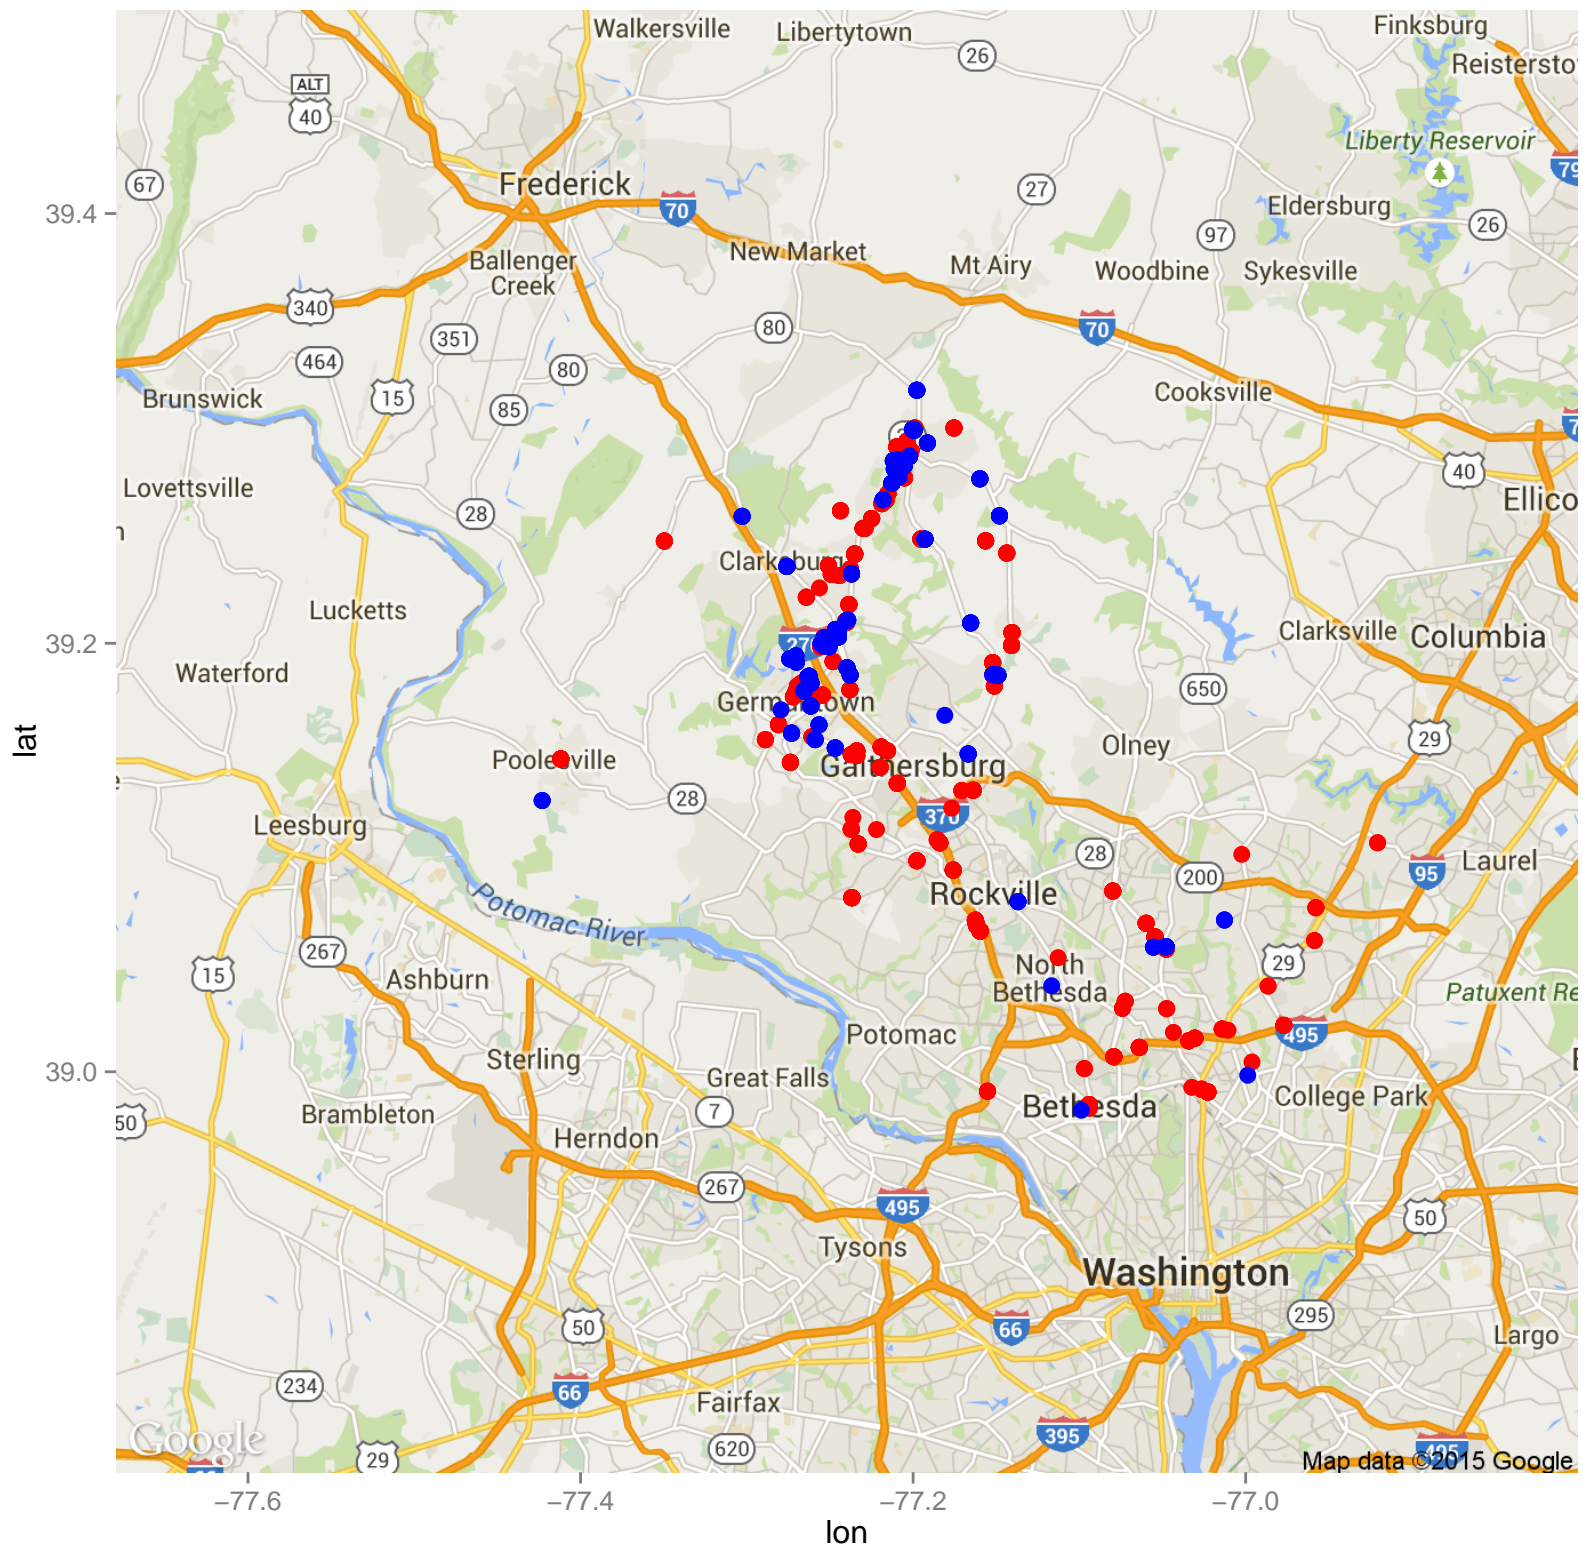 Walkersville
Libertytown
Finksburg
26
Reistersto
ALT
40
Liberty Reservoir
67
Frederick
70
79
27
Eldersburg
26
39.4
97
New Market
Ballenger
Creek
Mt Airy
Woodbine
Sykesville
340
80
70
351
464
80
Brunswick
15
85
Cooksville
7
40
Lovettsville
28
Ellico
n
Clarksburg
Lucketts
39.2
Clarksville
Columbia
Waterford
650
Germantown
29
lat
Olney
Poolesville
Gaithersburg
e
28
370
Leesburg
28
200
95
Laurel
Rockville
Potomac River
267
15
Ashburn
North
Bethesda
29
Patuxent Re
Potomac
495
39.0
Sterling
Great Falls
E
Brambleton
7
Bethesda
College Park
50
Herndon
267
495
50
Tysons
Washington
50
66
295
Largo
234
66
Fairfax
Google
29
620
395
495
Map data ©2015 Google
−77.6
−77.4
−77.2
−77.0
lon